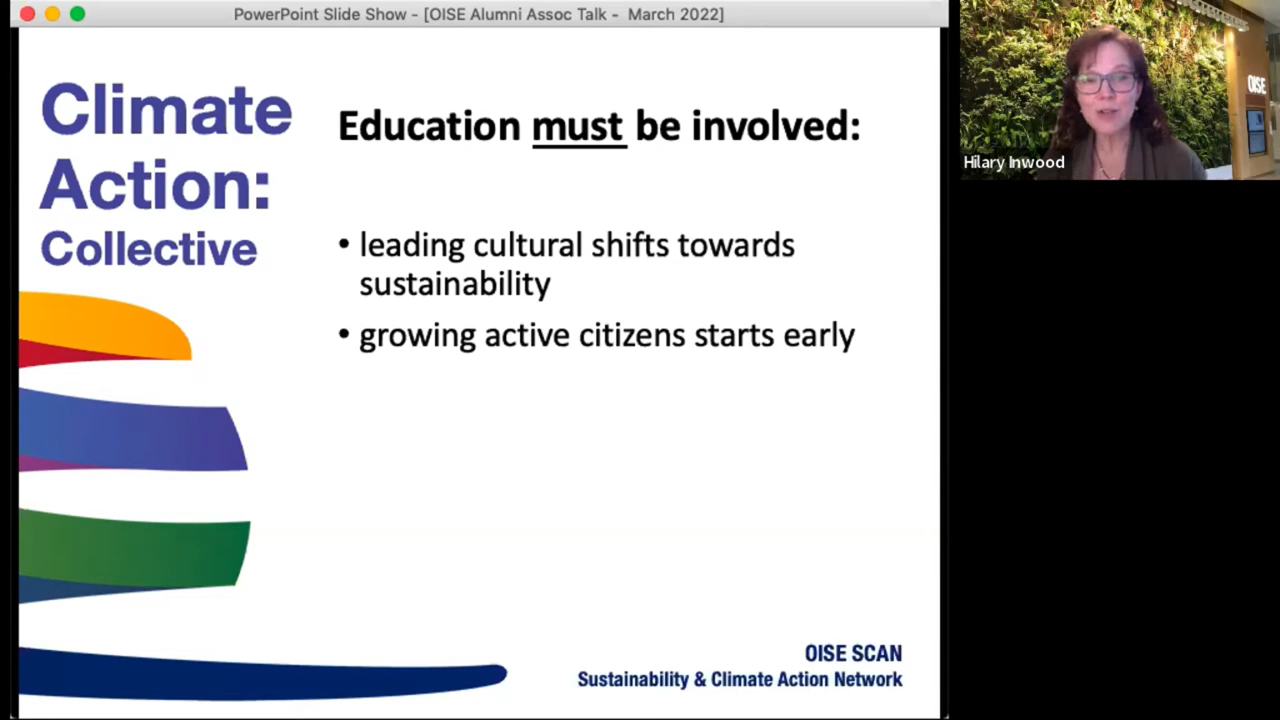 PowerPoint Slide Show - [OISE Alumni Assoc Talk - March 2022]
Climate
Action:
Collective
Education must be involved:
• leading cultural shifts towards
sustainability
• growing active citizens starts early
OISE SCAN
Sustainability & Climate Action Network
OISE
Hilary Inwood